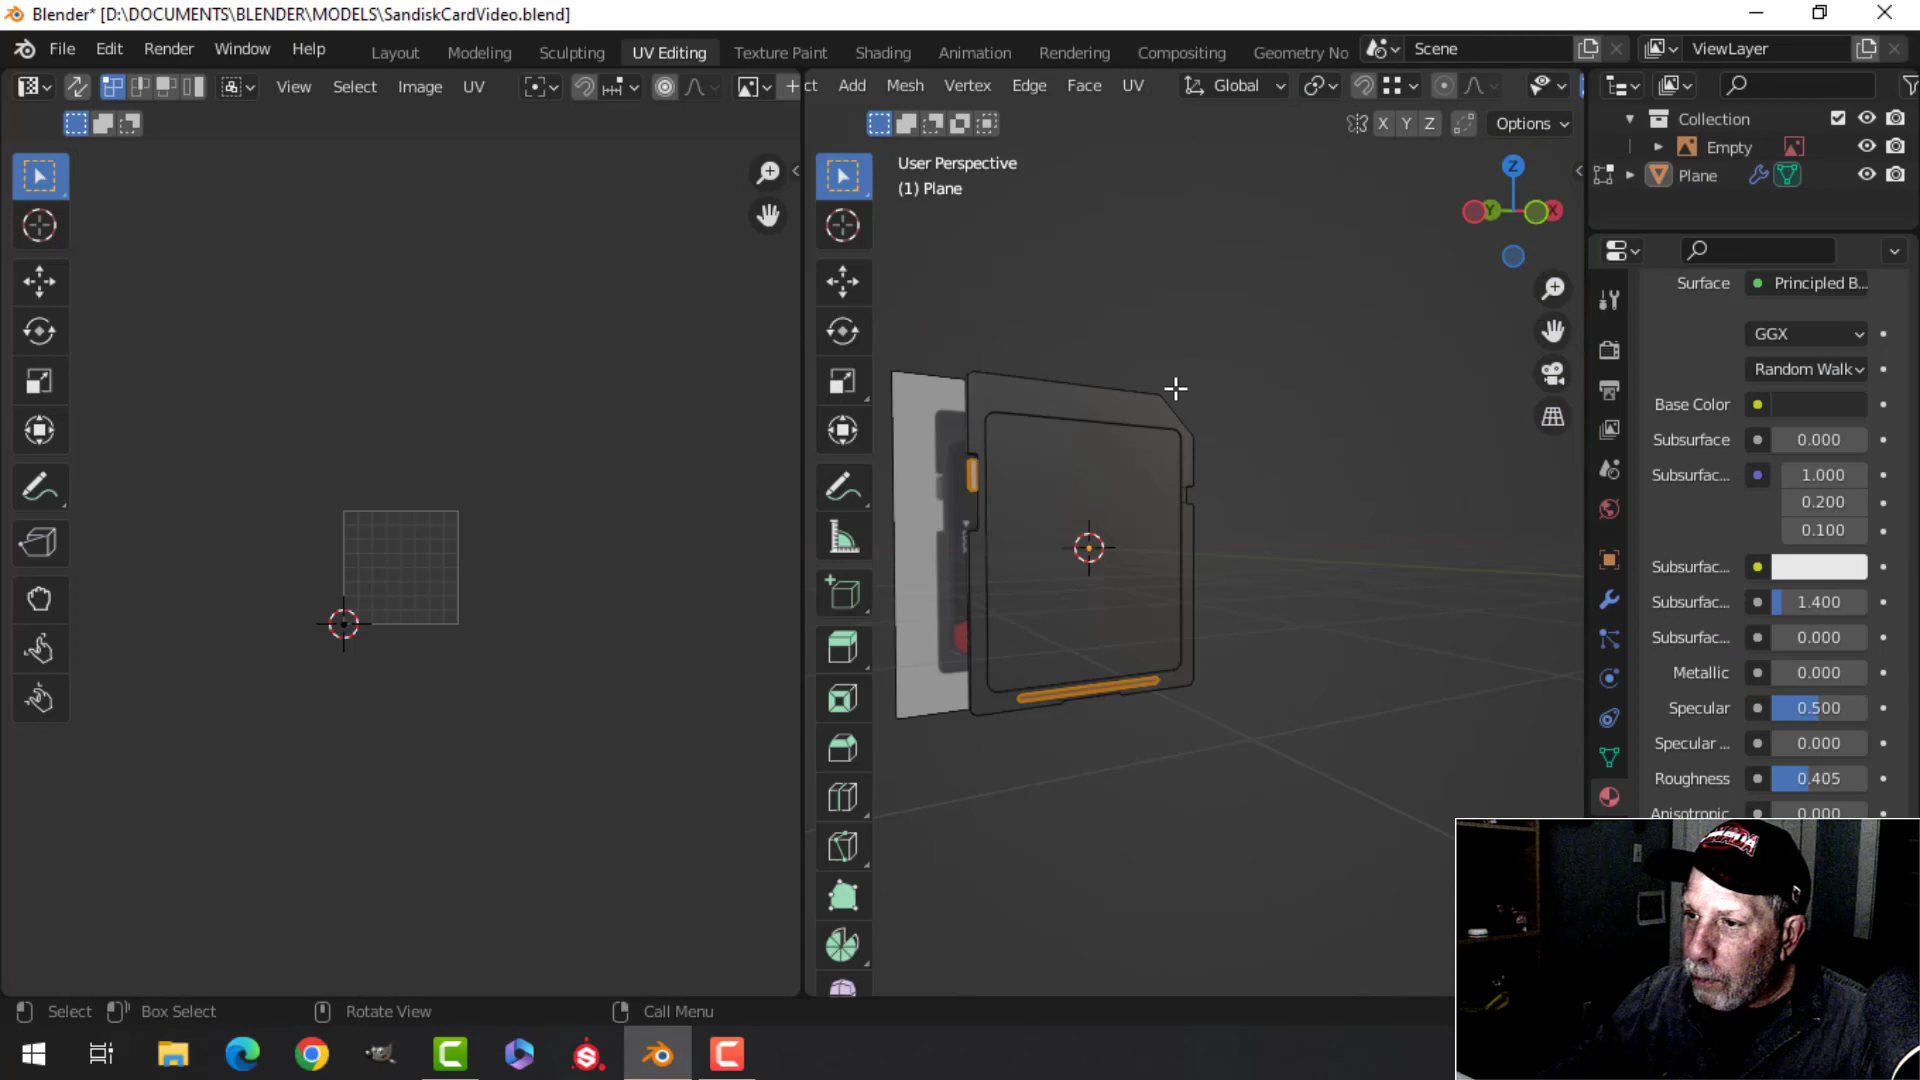 Blender* [D:\DOCUMENTS\BLENDER\MODELS\SandiskCardVideo.blend]
File Edit Render Window Help
Layout Modeling Sculpting UV Editing Texture Paint Shading Animation Rendering Compositing Geometry No
Scene
ViewLayer
View Select Image UV
ct Add Mesh Vertex Edge Face UV
Global
X Y Z
Options
User Perspective
(1) Plane
Z
Y
X
Collection
Empty
Plane
Surface
Principled B...
GGX
Random Walk
Base Color
Subsurface 0.000
Subsurfac... 1.000
0.200
0.100
Subsurfac...
Subsurfac... 1.400
Subsurfac... 0.000
Metallic 0.000
Specular 0.500
Specular ... 0.000
Roughness 0.405
Anisotropic 0.000
Select
Box Select
Rotate View
Call Menu